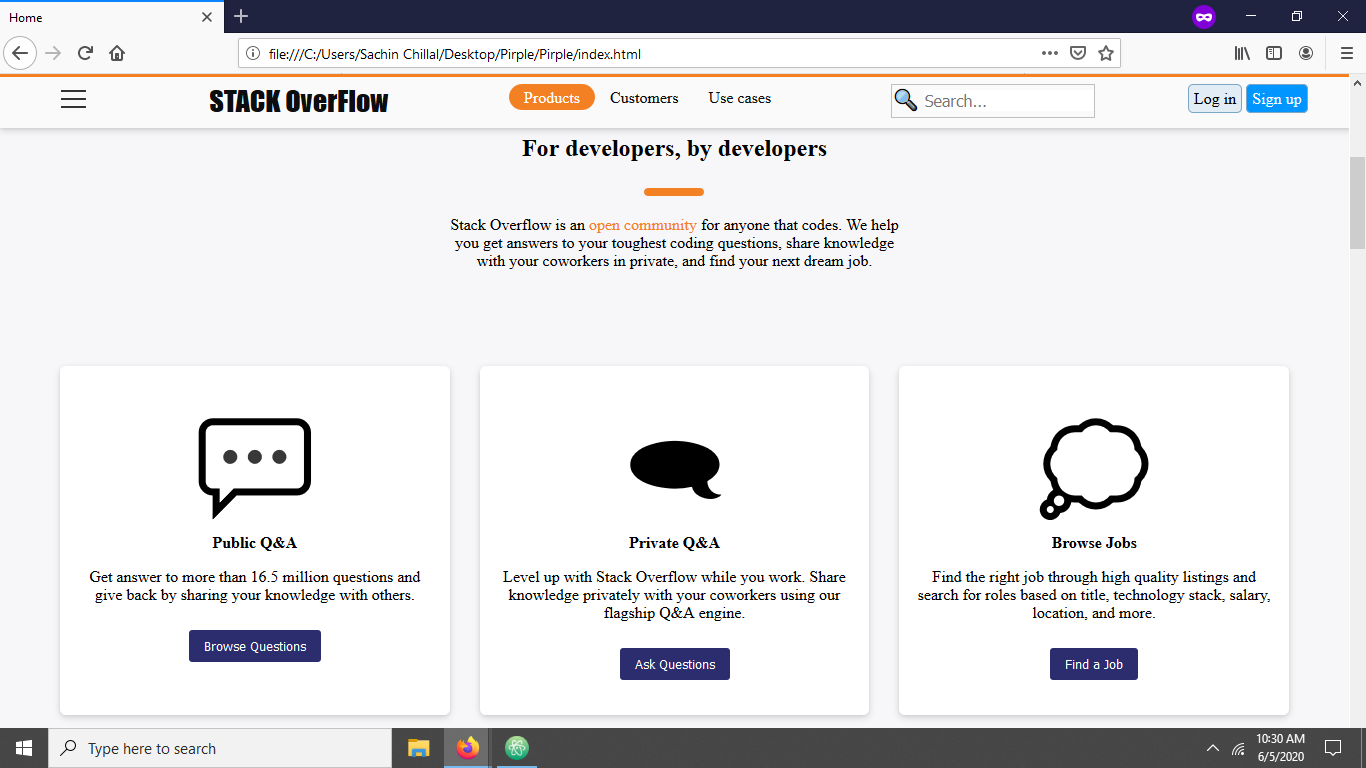 Home
file:///C:/Users/Sachin Chillal/Desktop/Pirple/Pirple/index.html
STACK OverFlow
Products
Customers
Use cases
Search...
Log in
Sign up
For developers, by developers
Stack Overflow is an open community for anyone that codes. We help
you get answers to your toughest coding questions, share knowledge
with your coworkers in private, and find your next dream job.
Public Q&A
Get answer to more than 16.5 million questions and
give back by sharing your knowledge with others.
Browse Questions
Private Q&A
Level up with Stack Overflow while you work. Share
knowledge privately with your coworkers using our
flagship Q&A engine.
Ask Questions
Browse Jobs
Find the right job through high quality listings and
search for roles based on title, technology stack, salary,
location, and more.
Find a Job
Type here to search
10:30 AM
6/5/2020